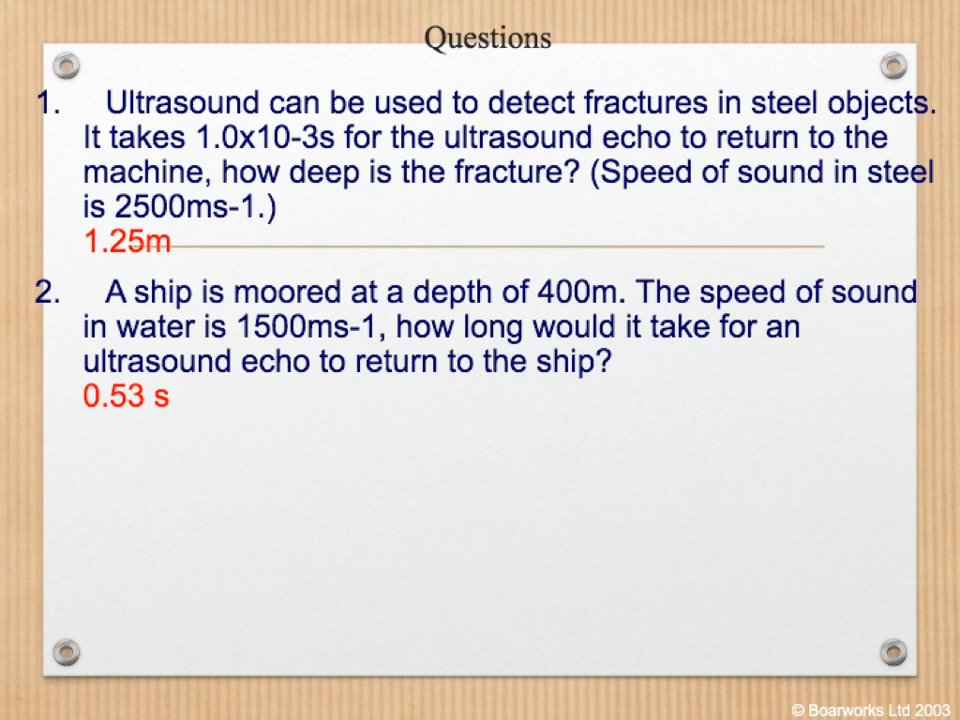 Questions
1. Ultrasound can be used to detect fractures in steel objects.
It takes 1.0x10-3s for the ultrasound echo to return to the
machine, how deep is the fracture? (Speed of sound in steel
is 2500ms-1.)
1.25m
2. A ship is moored at a depth of 400m. The speed of sound
in water is 1500ms-1, how long would it take for an
ultrasound echo to return to the ship?
0.53 s
© Boarworks Ltd 2003